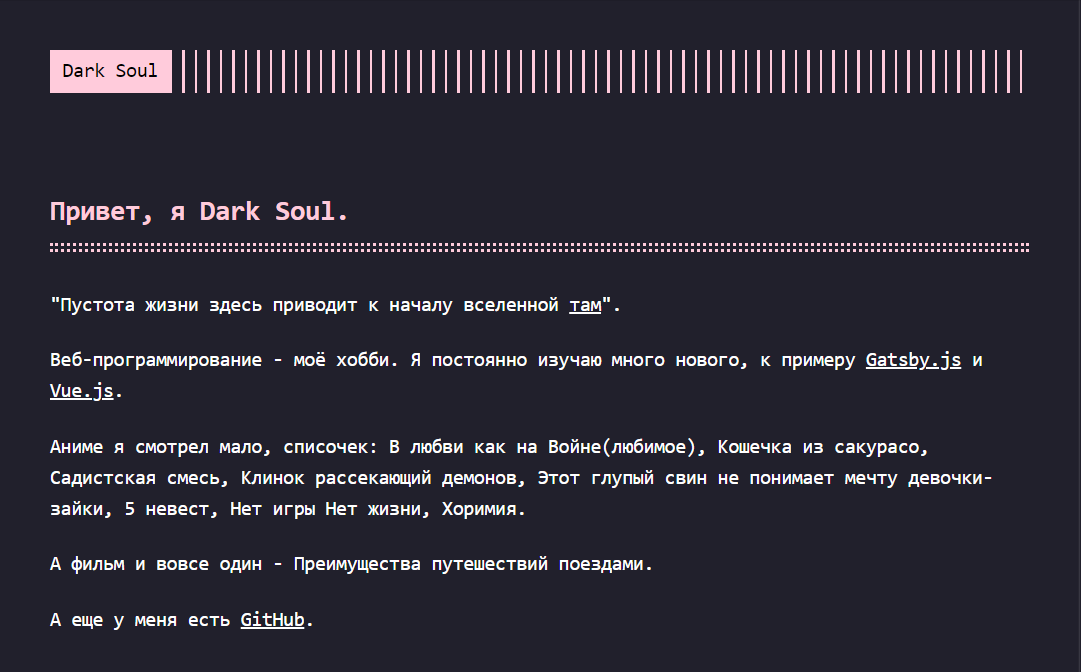 Dark Soul
Привет, я Dark Soul.
"Пустота жизни здесь приводит к началу вселенной там".
Веб-программирование - моё хобби. Я постоянно изучаю много нового, к примеру Gatsby.js и
Vue.js.
Аниме я смотрел мало, списочек: В любви как на Войне(любимое), Кошечка из сакурасо,
Садистская смесь, Клинок рассекающий демонов, Этот глупый свин не понимает мечту девочки-
зайки, 5 невест, Нет игры Нет жизни, Хоримия.
А фильм и вовсе один - Преимущества путешествий поездами.
А еще у меня есть GitHub.